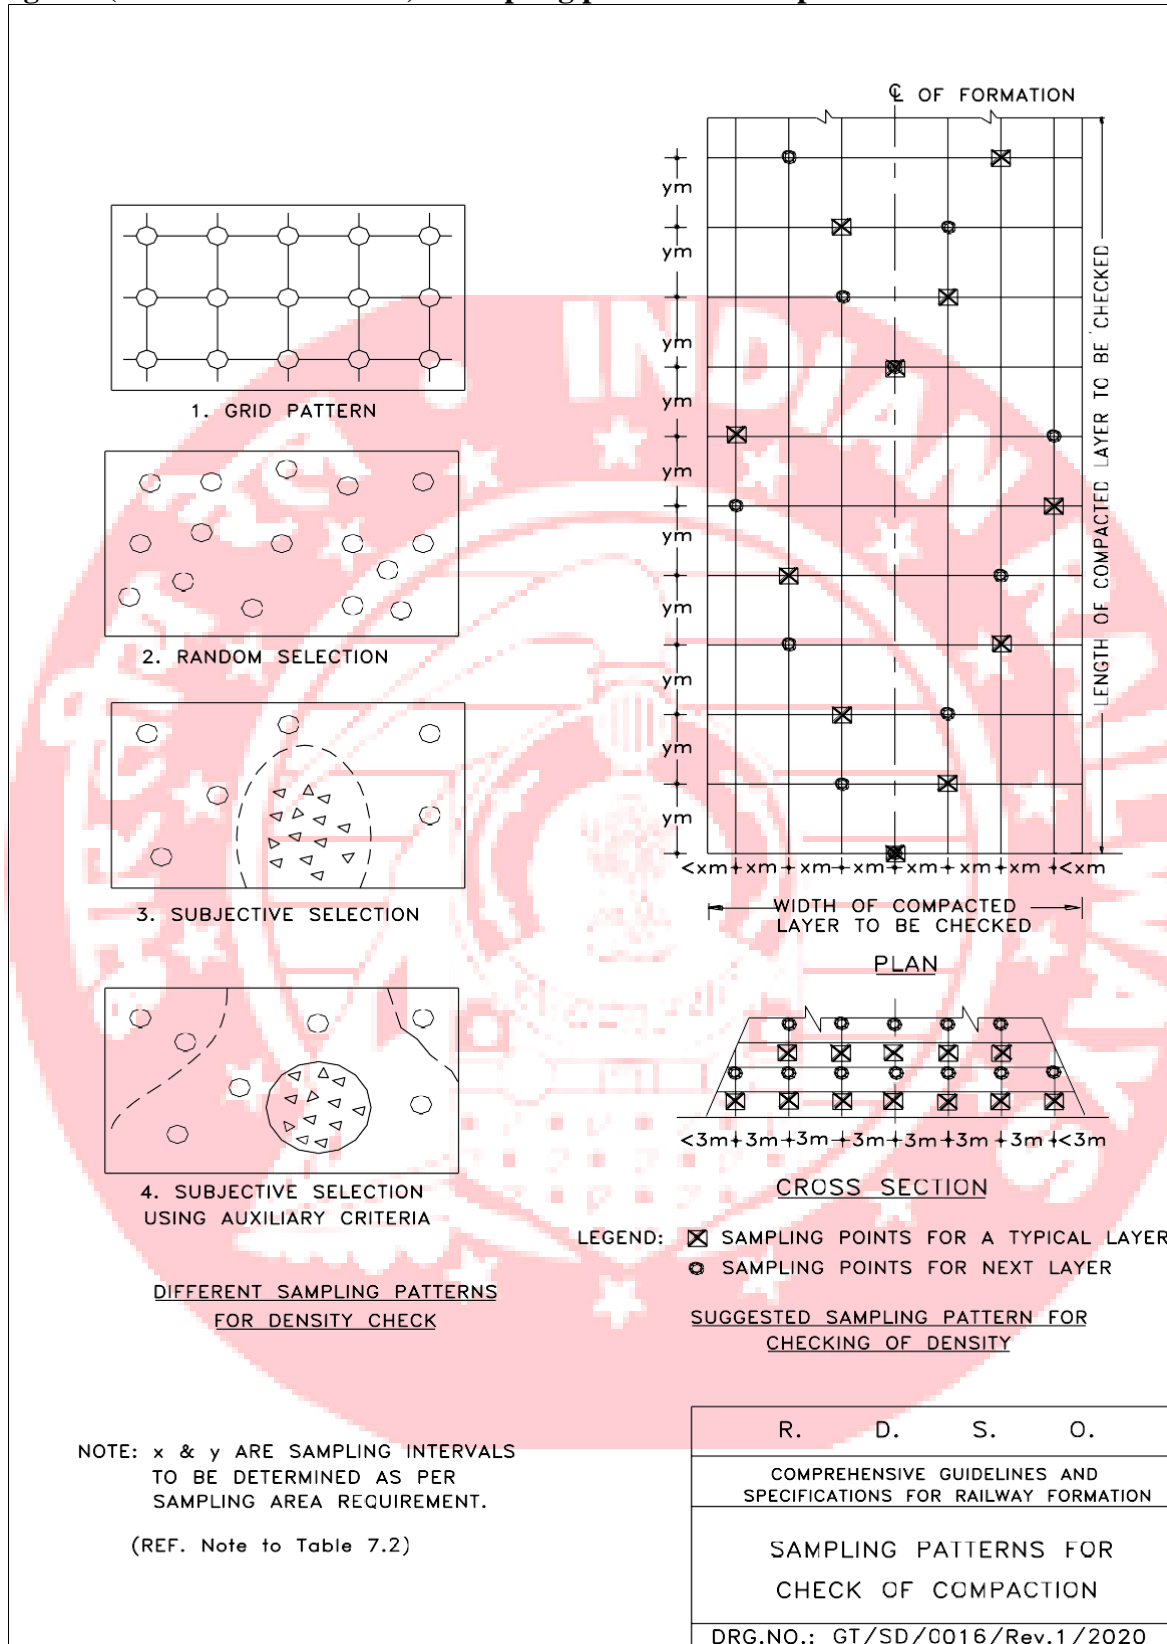 ℄ OF FORMATION
ym
ym
ym
ym
ym
ym
ym
ym
ym
ym
LENGTH OF COMPACTED LAYER TO BE CHECKED
<xm xm xm xm xm xm xm <xm
WIDTH OF COMPACTED
LAYER TO BE CHECKED
PLAN
1. GRID PATTERN
2. RANDOM SELECTION
3. SUBJECTIVE SELECTION
4. SUBJECTIVE SELECTION
USING AUXILIARY CRITERIA
DIFFERENT SAMPLING PATTERNS
FOR DENSITY CHECK
<3m 3m 3m 3m 3m 3m 3m <3m
CROSS SECTION
LEGEND: SAMPLING POINTS FOR A TYPICAL LAYER
SAMPLING POINTS FOR NEXT LAYER
SUGGESTED SAMPLING PATTERN FOR
CHECKING OF DENSITY
NOTE: x & y ARE SAMPLING INTERVALS
TO BE DETERMINED AS PER
SAMPLING AREA REQUIREMENT.
(REF. Note to Table 7.2)
R. D. S. O.
COMPREHENSIVE GUIDELINES AND
SPECIFICATIONS FOR RAILWAY FORMATION
SAMPLING PATTERNS FOR
CHECK OF COMPACTION
DRG.NO.: GT/SD/0016/Rev.1/2020
INDIAN RAILWAYS